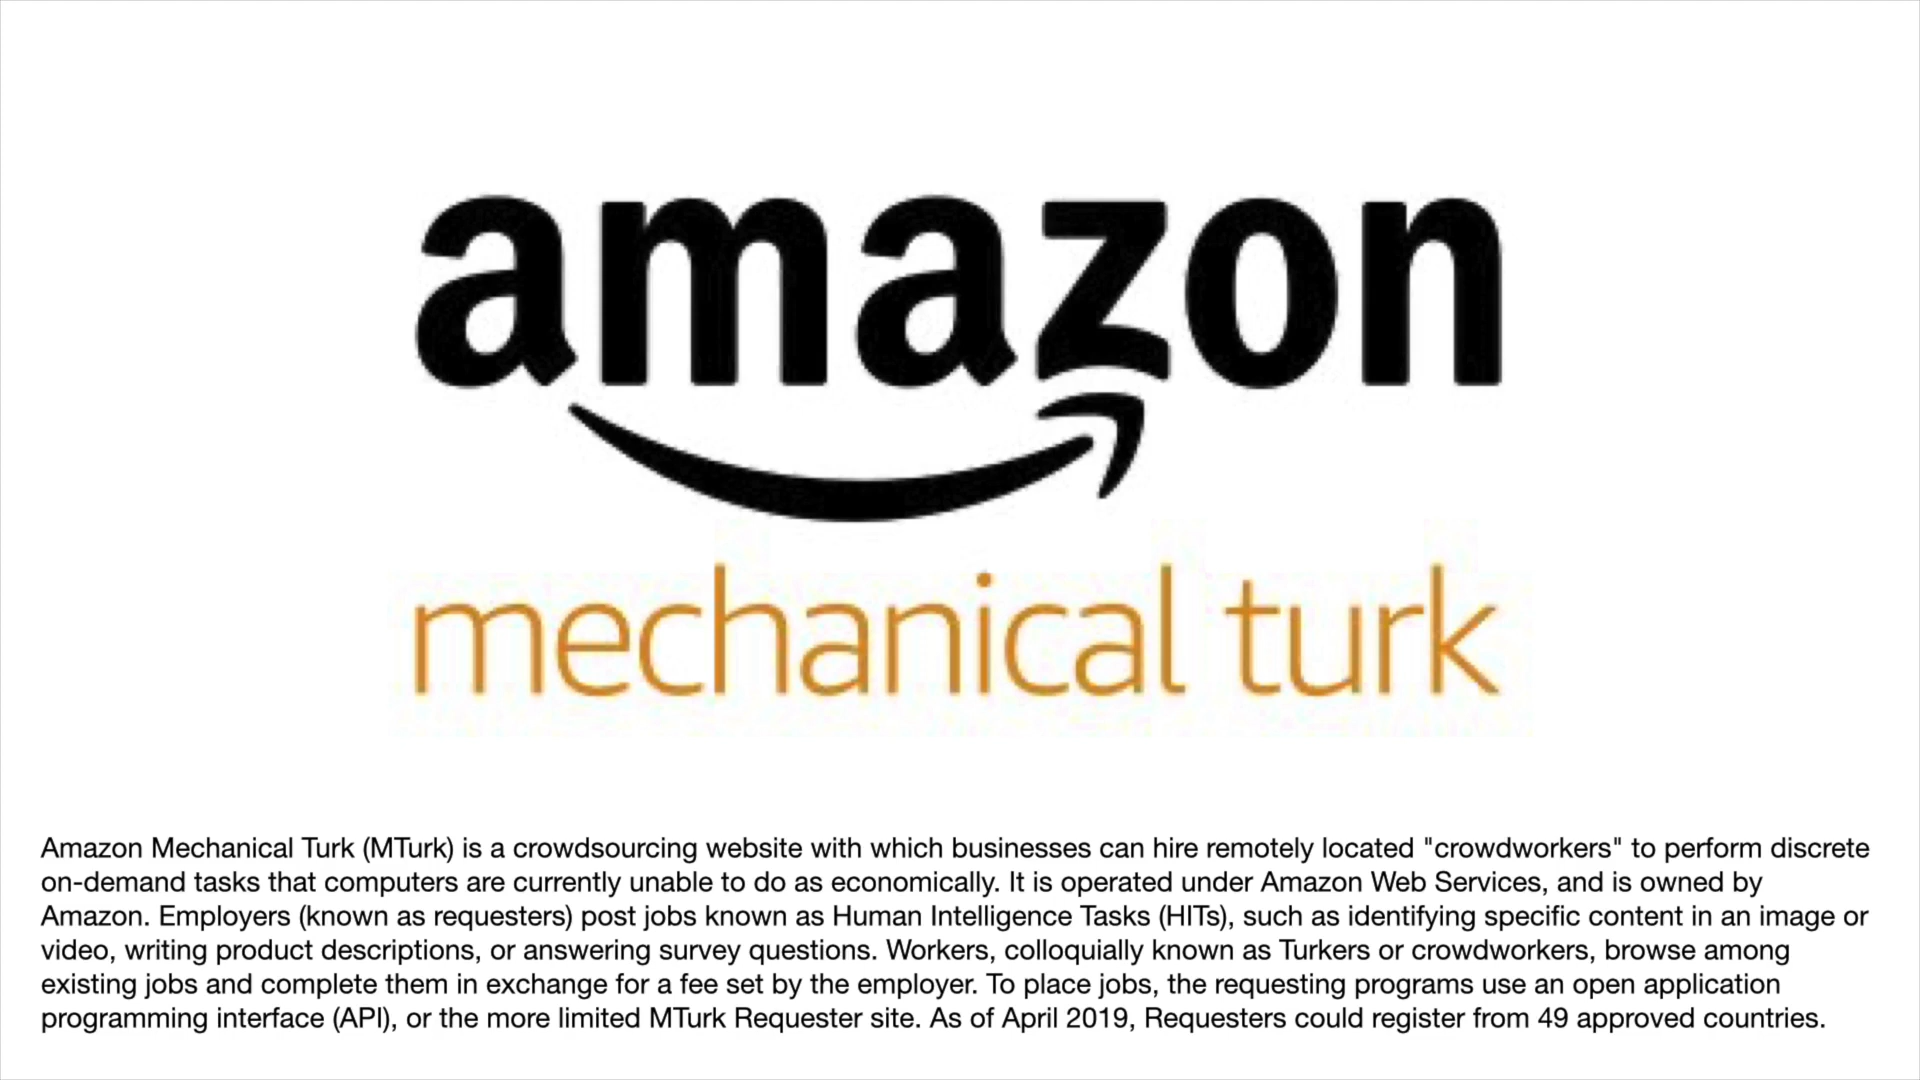 amazon
mechanical turk
Amazon Mechanical Turk (MTurk) is a crowdsourcing website with which businesses can hire remotely located "crowdworkers" to perform discrete
on-demand tasks that computers are currently unable to do as economically. It is operated under Amazon Web Services, and is owned by
Amazon. Employers (known as requesters) post jobs known as Human Intelligence Tasks (HITs), such as identifying specific content in an image or
video, writing product descriptions, or answering survey questions. Workers, colloquially known as Turkers or crowdworkers, browse among
existing jobs and complete them in exchange for a fee set by the employer. To place jobs, the requesting programs use an open application
programming interface (API), or the more limited MTurk Requester site. As of April 2019, Requesters could register from 49 approved countries.